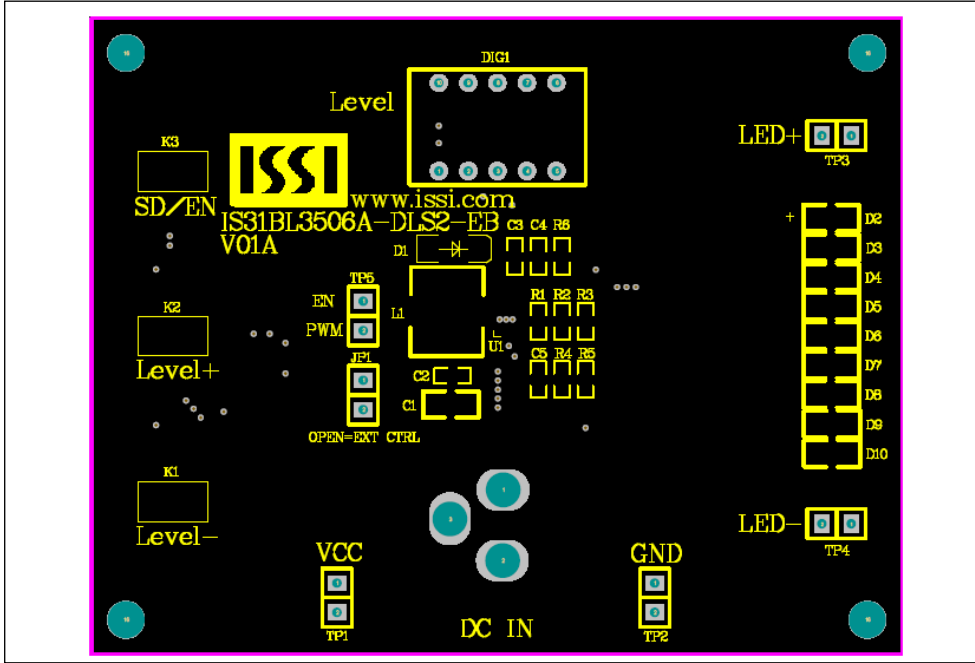 DIG1
Level
LED+
TP3
K3
SD/EN
ISSI
www.issi.com
IS31BL3506A-DLS2-EB
V01A
C3 C4 R6
D1
+
D2
D3
D4
D5
D6
D7
D8
D9
D10
TP5
EN
PWM
L1
U1
R1 R2 R3
K2
Level+
JP1
C5 R4 R5
C2
C1
OPEN=EXT CTRL
K1
Level-
LED-
TP4
VCC
TP1
DC IN
GND
TP2